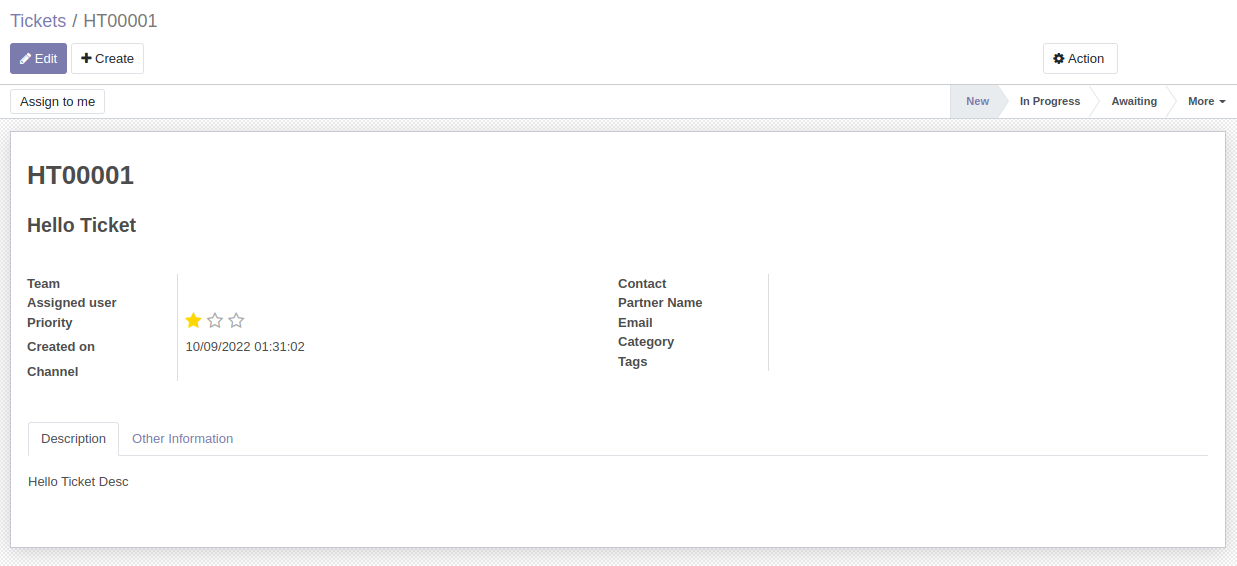 Tickets / HT00001
Edit
Create
Action
Assign to me
New
In Progress
Awaiting
More
HT00001
Hello Ticket
Team
Assigned user
Priority
Created on 10/09/2022 01:31:02
Channel
Contact
Partner Name
Email
Category
Tags
Description
Other Information
Hello Ticket Desc